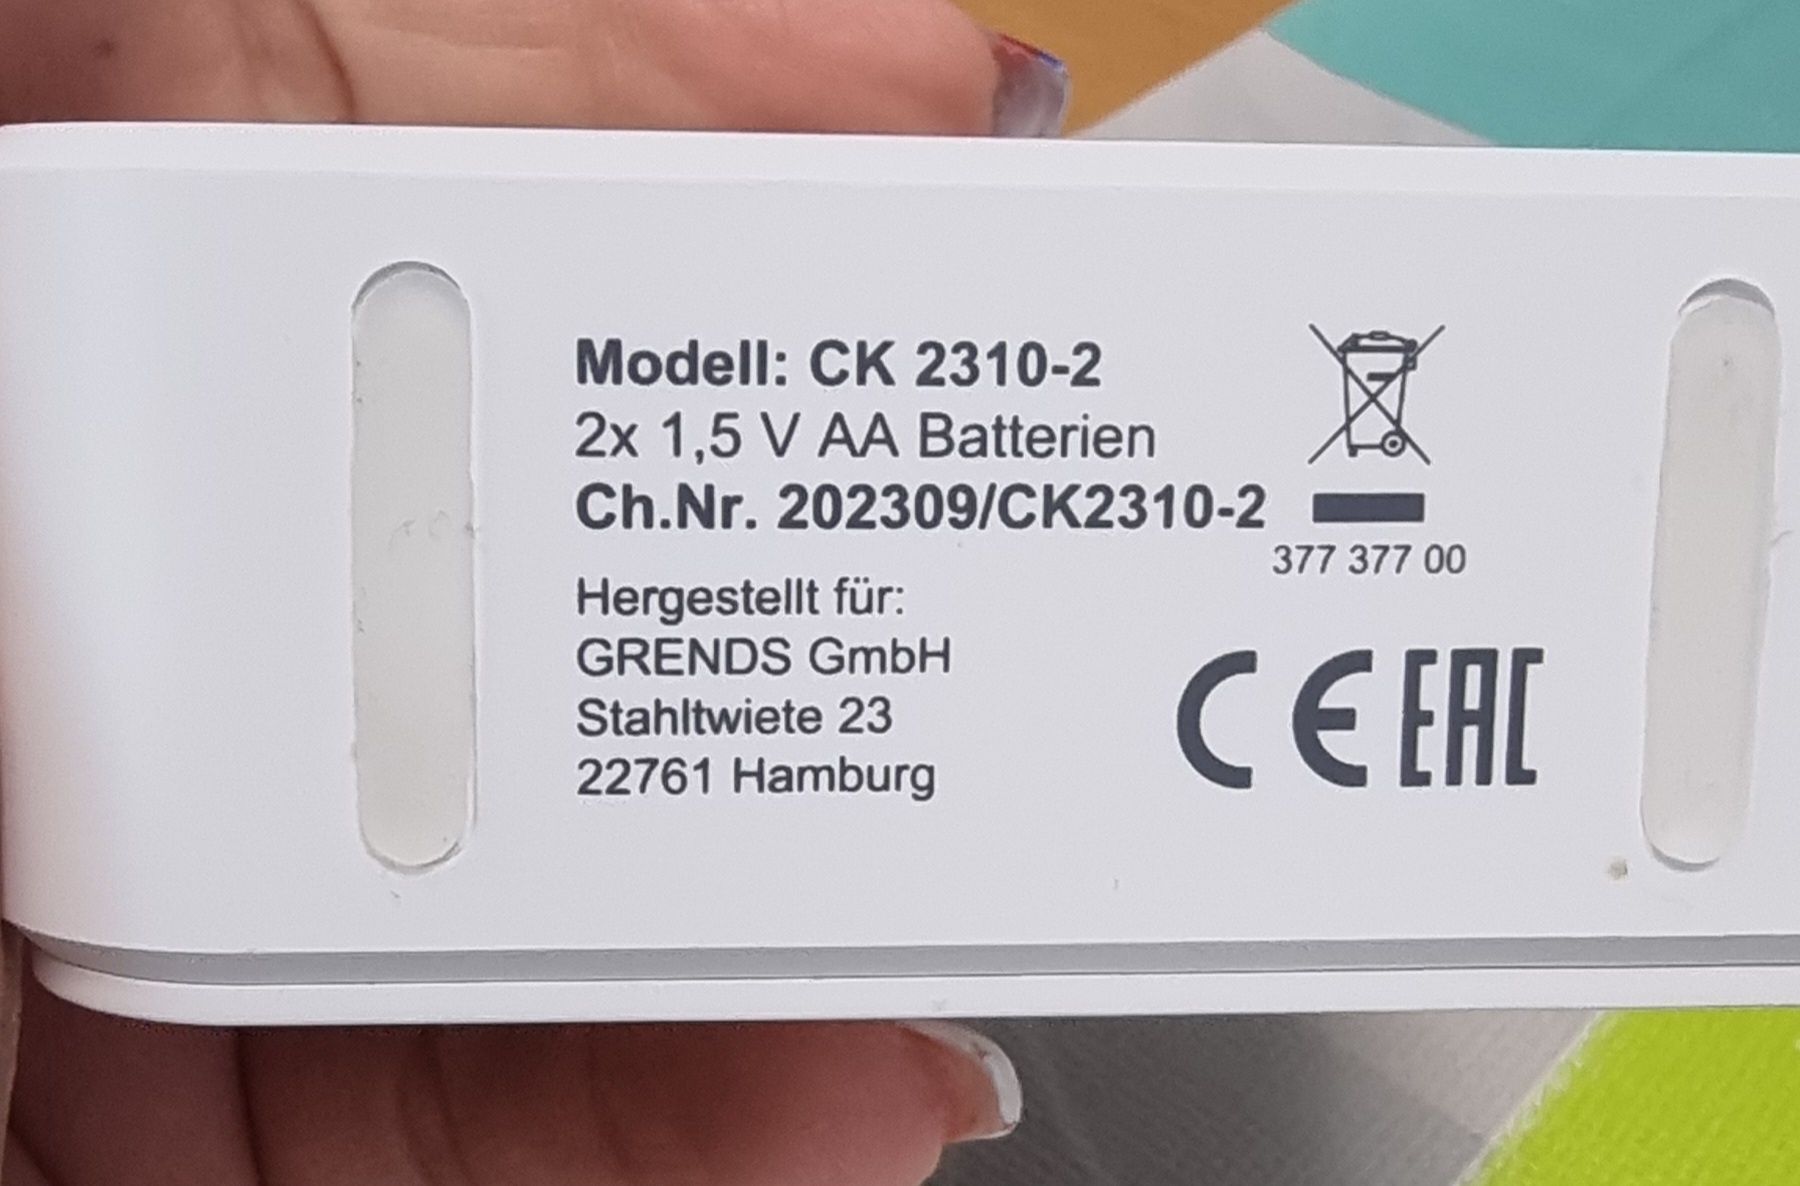 Modell: CK 2310-2
2x 1,5 V AA Batterien
Ch.Nr. 202309/CK2310-2
377 377 00
Hergestellt für:
GRENDS GmbH
Stahltwiete 23
22761 Hamburg
CE EAC